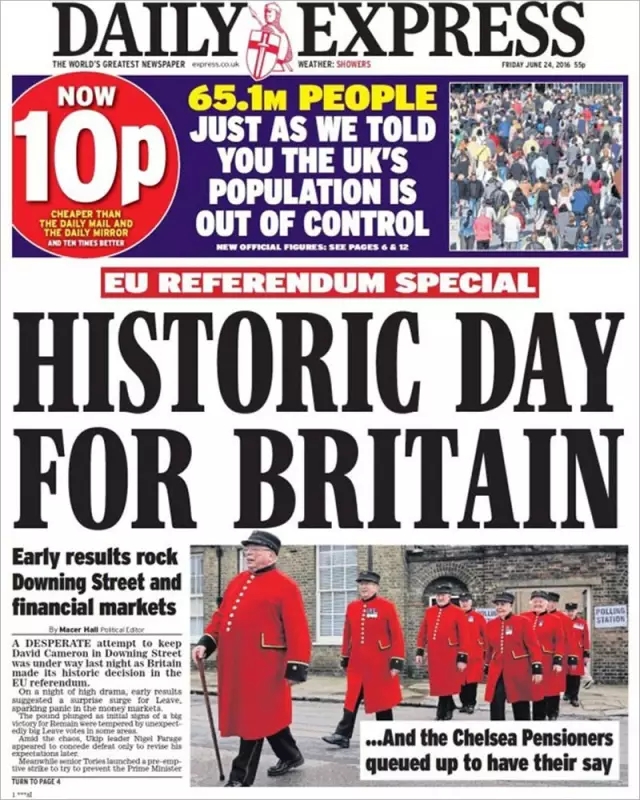 DAILY EXPRESS
THE WORLD'S GREATEST NEWSPAPER express.co.uk WEATHER: SHOWERS FRIDAY JUNE 24, 2016 55p
NOW
10p
CHEAPER THAN
THE DAILY MAIL AND
THE DAILY MIRROR
AND TEN TIMES BETTER
65.1M PEOPLE
JUST AS WE TOLD
YOU THE UK'S
POPULATION IS
OUT OF CONTROL
NEW OFFICIAL FIGURES: SEE PAGES 6 & 12
EU REFERENDUM SPECIAL
HISTORIC DAY
FOR BRITAIN
Early results rock
Downing Street and
financial markets
By Macer Hall Political Editor
A DESPERATE attempt to keep
David Cameron in Downing Street
was under way last night as Britain
made its historic decision in the
EU referendum.
On a night of high drama, early results
suggested a surprise surge for Leave,
sparking panic in the money markets.
The pound plunged as initial signs of a big
victory for Remain were tempered by unexpect-
edly big Leave votes in some areas.
Amid the chaos, Ukip leader Nigel Farage
appeared to concede defeat only to revise his
expectations later.
Meanwhile senior Tories launched a pre-emp-
tive strike to try to prevent the Prime Minister
TURN TO PAGE 4
POLLING
STATION
...And the Chelsea Pensioners
queued up to have their say